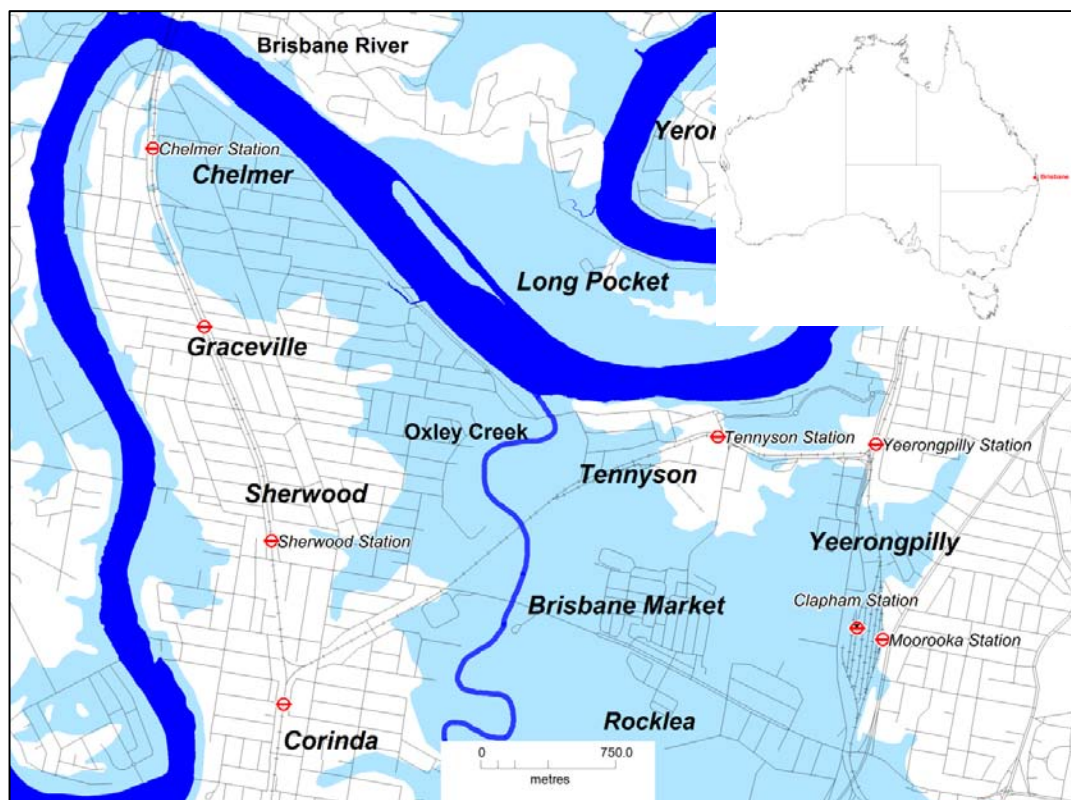 Brisbane River
Yeron
Brisbane
Chelmer Station
Chelmer
Long Pocket
Graceville
Oxley Creek
Tennyson Station
Yeerongpilly Station
Tennyson
Sherwood
Sherwood Station
Yeerongpilly
Brisbane Market
Clapham Station
Moorooka Station
Rocklea
Corinda
0 750.0
metres